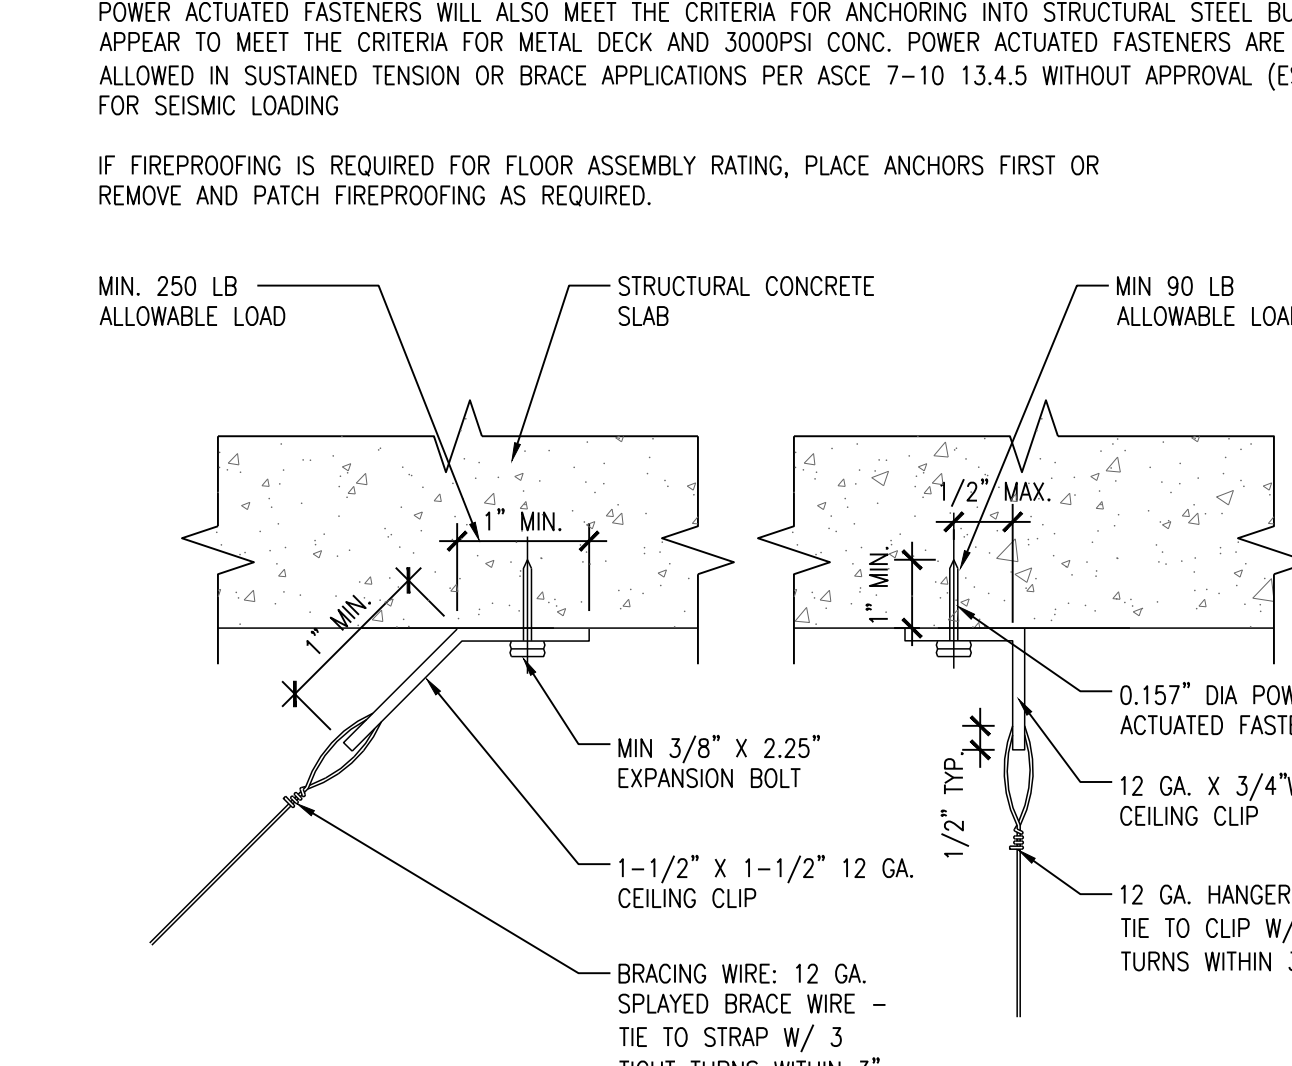 POWER ACTUATED FASTENERS WILL ALSO MEET THE CRITERIA FOR ANCHORING INTO STRUCTURAL STEEL
APPEAR TO MEET THE CRITERIA FOR METAL DECK AND 3000PSI CONC. POWER ACTUATED FASTENERS ARE
ALLOWED IN SUSTAINED TENSION OR BRACE APPLICATIONS PER ASCE 7-10 13.4.5 WITHOUT APPROVAL
FOR SEISMIC LOADING
IF FIREPROOFING IS REQUIRED FOR FLOOR ASSEMBLY RATING, PLACE ANCHORS FIRST OR
REMOVE AND PATCH FIREPROOFING AS REQUIRED.
MIN. 250 LB
ALLOWABLE LOAD
STRUCTURAL CONCRETE
SLAB
1" MIN.
1" MIN.
MIN 3/8" X 2.25"
EXPANSION BOLT
1-1/2" X 1-1/2" 12 GA.
CEILING CLIP
BRACING WIRE: 12 GA.
SPLAYED BRACE WIRE -
TIE TO STRAP W/ 3
TIGHT TURNS WITHIN 3"
MIN 90 LB
ALLOWABLE
1/2" MAX.
1" MIN.
1/2" TYP.
0.157" DIA
ACTUATED
12 GA. X 3/4"
CEILING CLIP
12 GA. HANGER
TIE TO CLIP W/
TURNS WITHIN